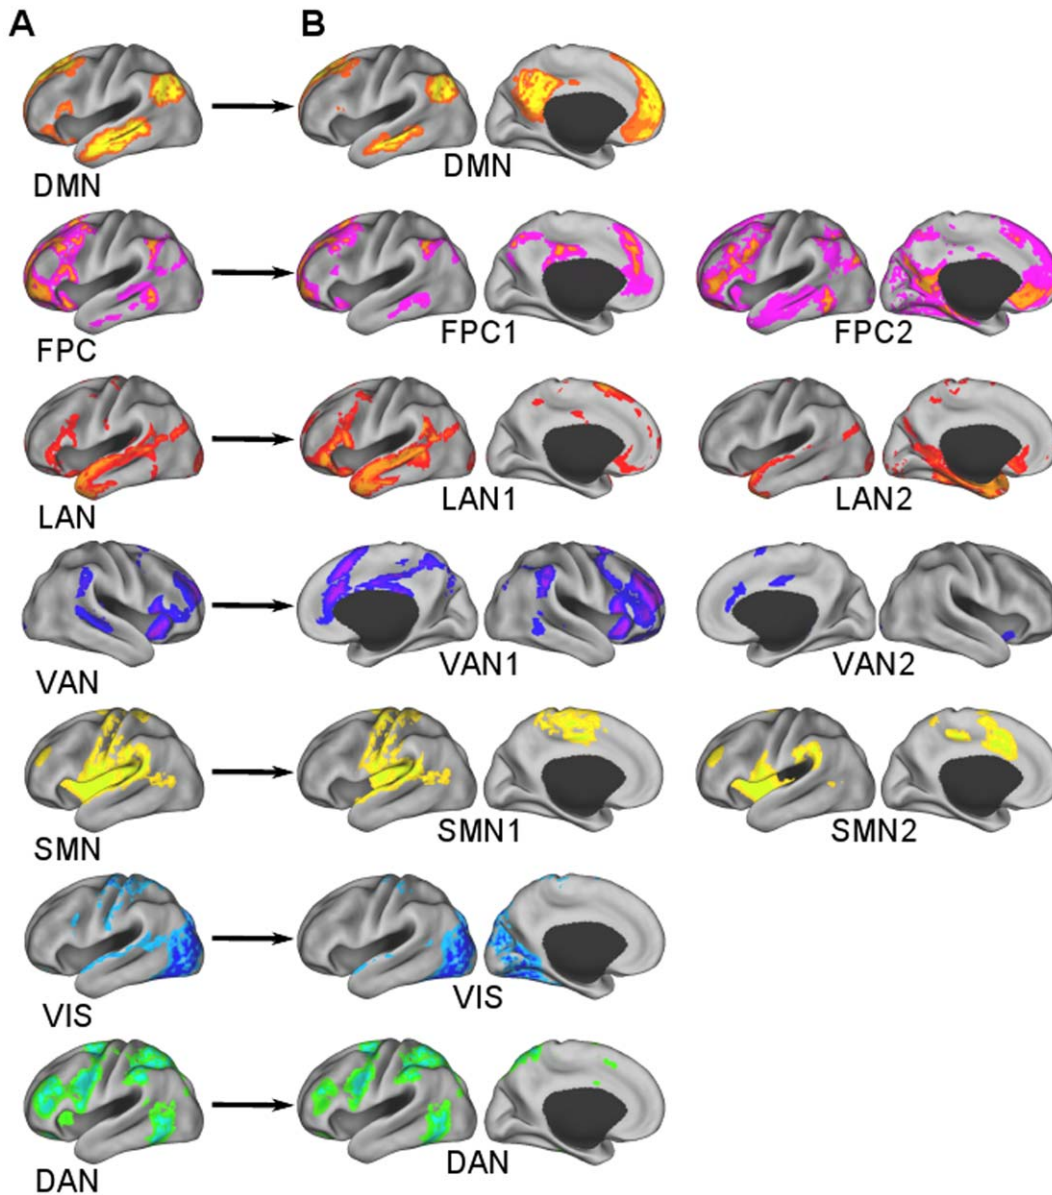 A B
DMN DMN
FPC FPC1 FPC2
LAN LAN1 LAN2
VAN VAN1 VAN2
SMN SMN1 SMN2
VIS VIS
DAN DAN